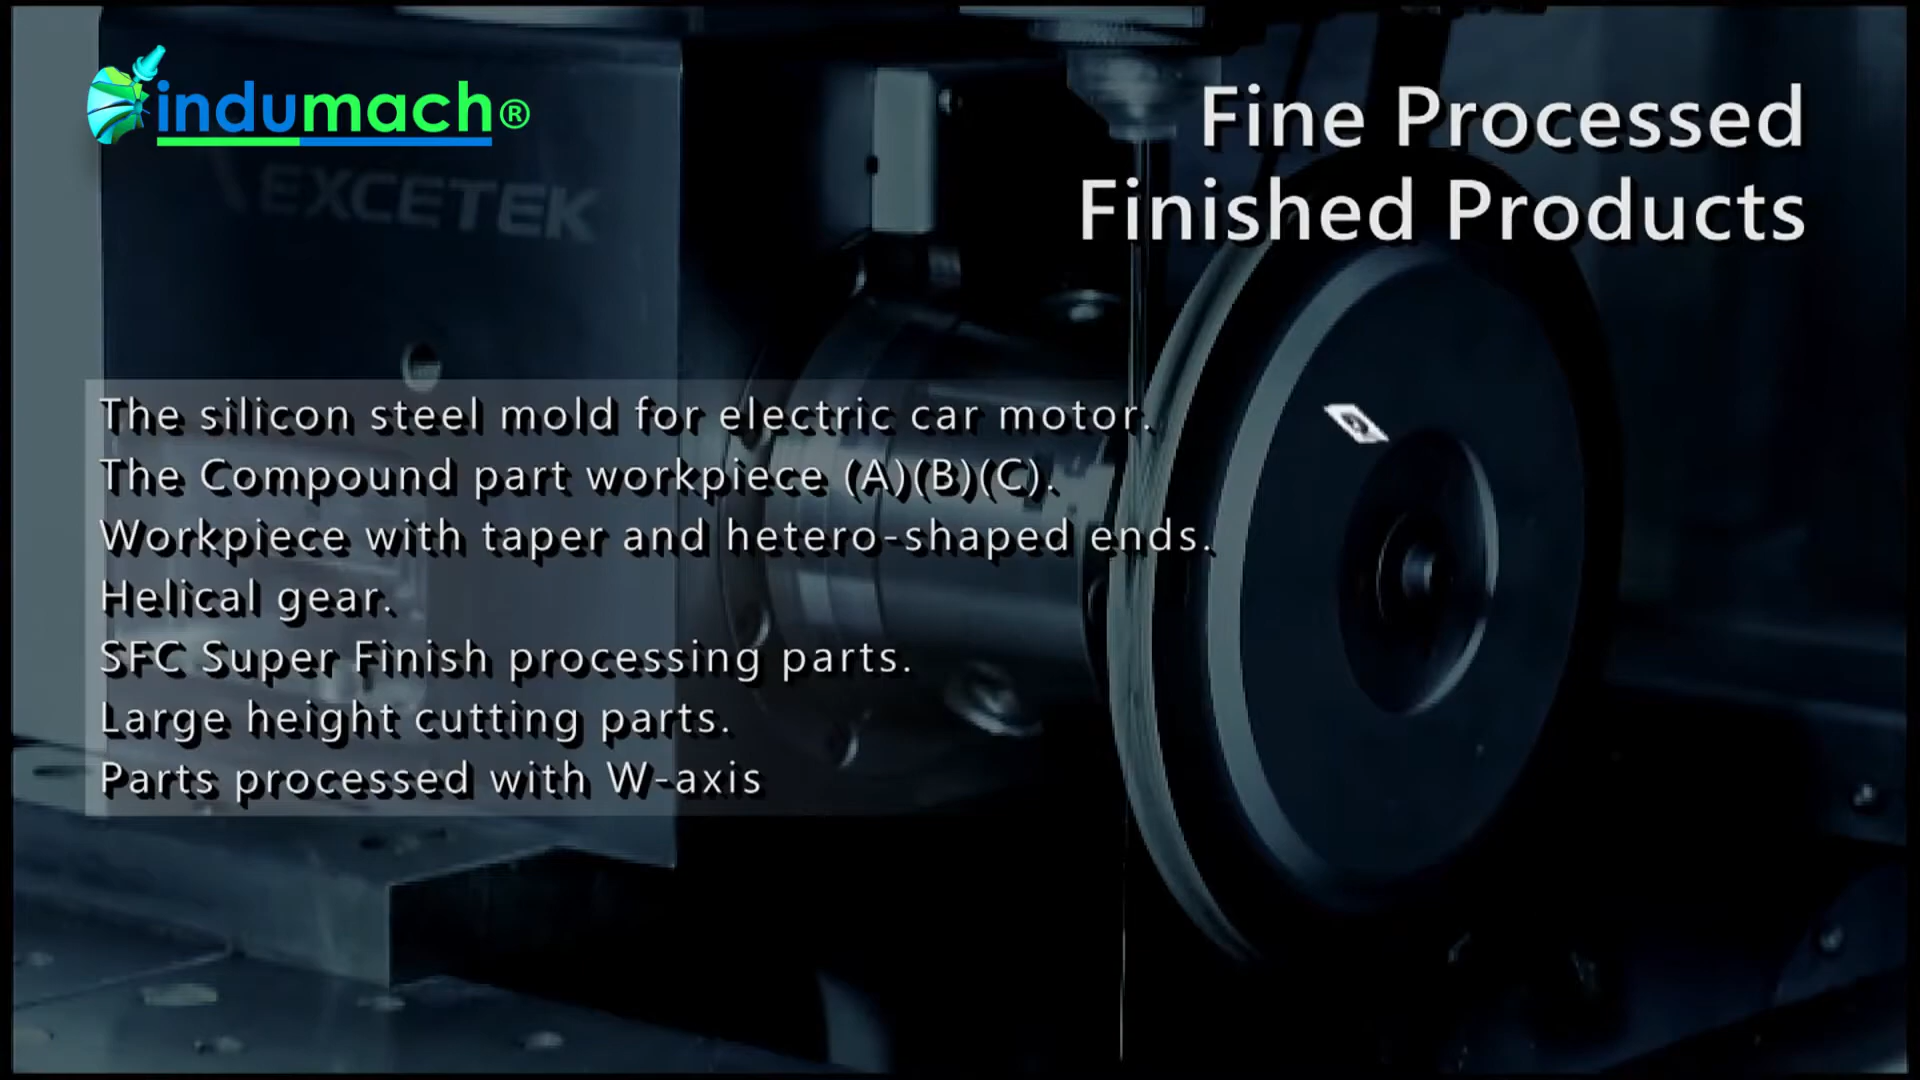 indumach®
EXCETEK
Fine Processed
Finished Products
The silicon steel mold for electric car motor.
The Compound part workpiece (A)(B)(C).
Workpiece with taper and hetero-shaped ends.
Helical gear.
SFC Super Finish processing parts.
Large height cutting parts.
Parts processed with W-axis